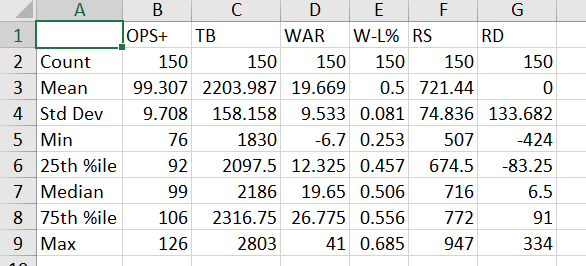 A B C D E F G
1 OPS+ TB WAR W-L% RS RD
2 Count 150 150 150 150 150 150
3 Mean 99.307 2203.987 19.669 0.5 721.44 0
4 Std Dev 9.708 158.158 9.533 0.081 74.836 133.682
5 Min 76 1830 -6.7 0.253 507 -424
6 25th %ile 92 2097.5 12.325 0.457 674.5 -83.25
7 Median 99 2186 19.65 0.506 716 6.5
8 75th %ile 106 2316.75 26.775 0.556 772 91
9 Max 126 2803 41 0.685 947 334